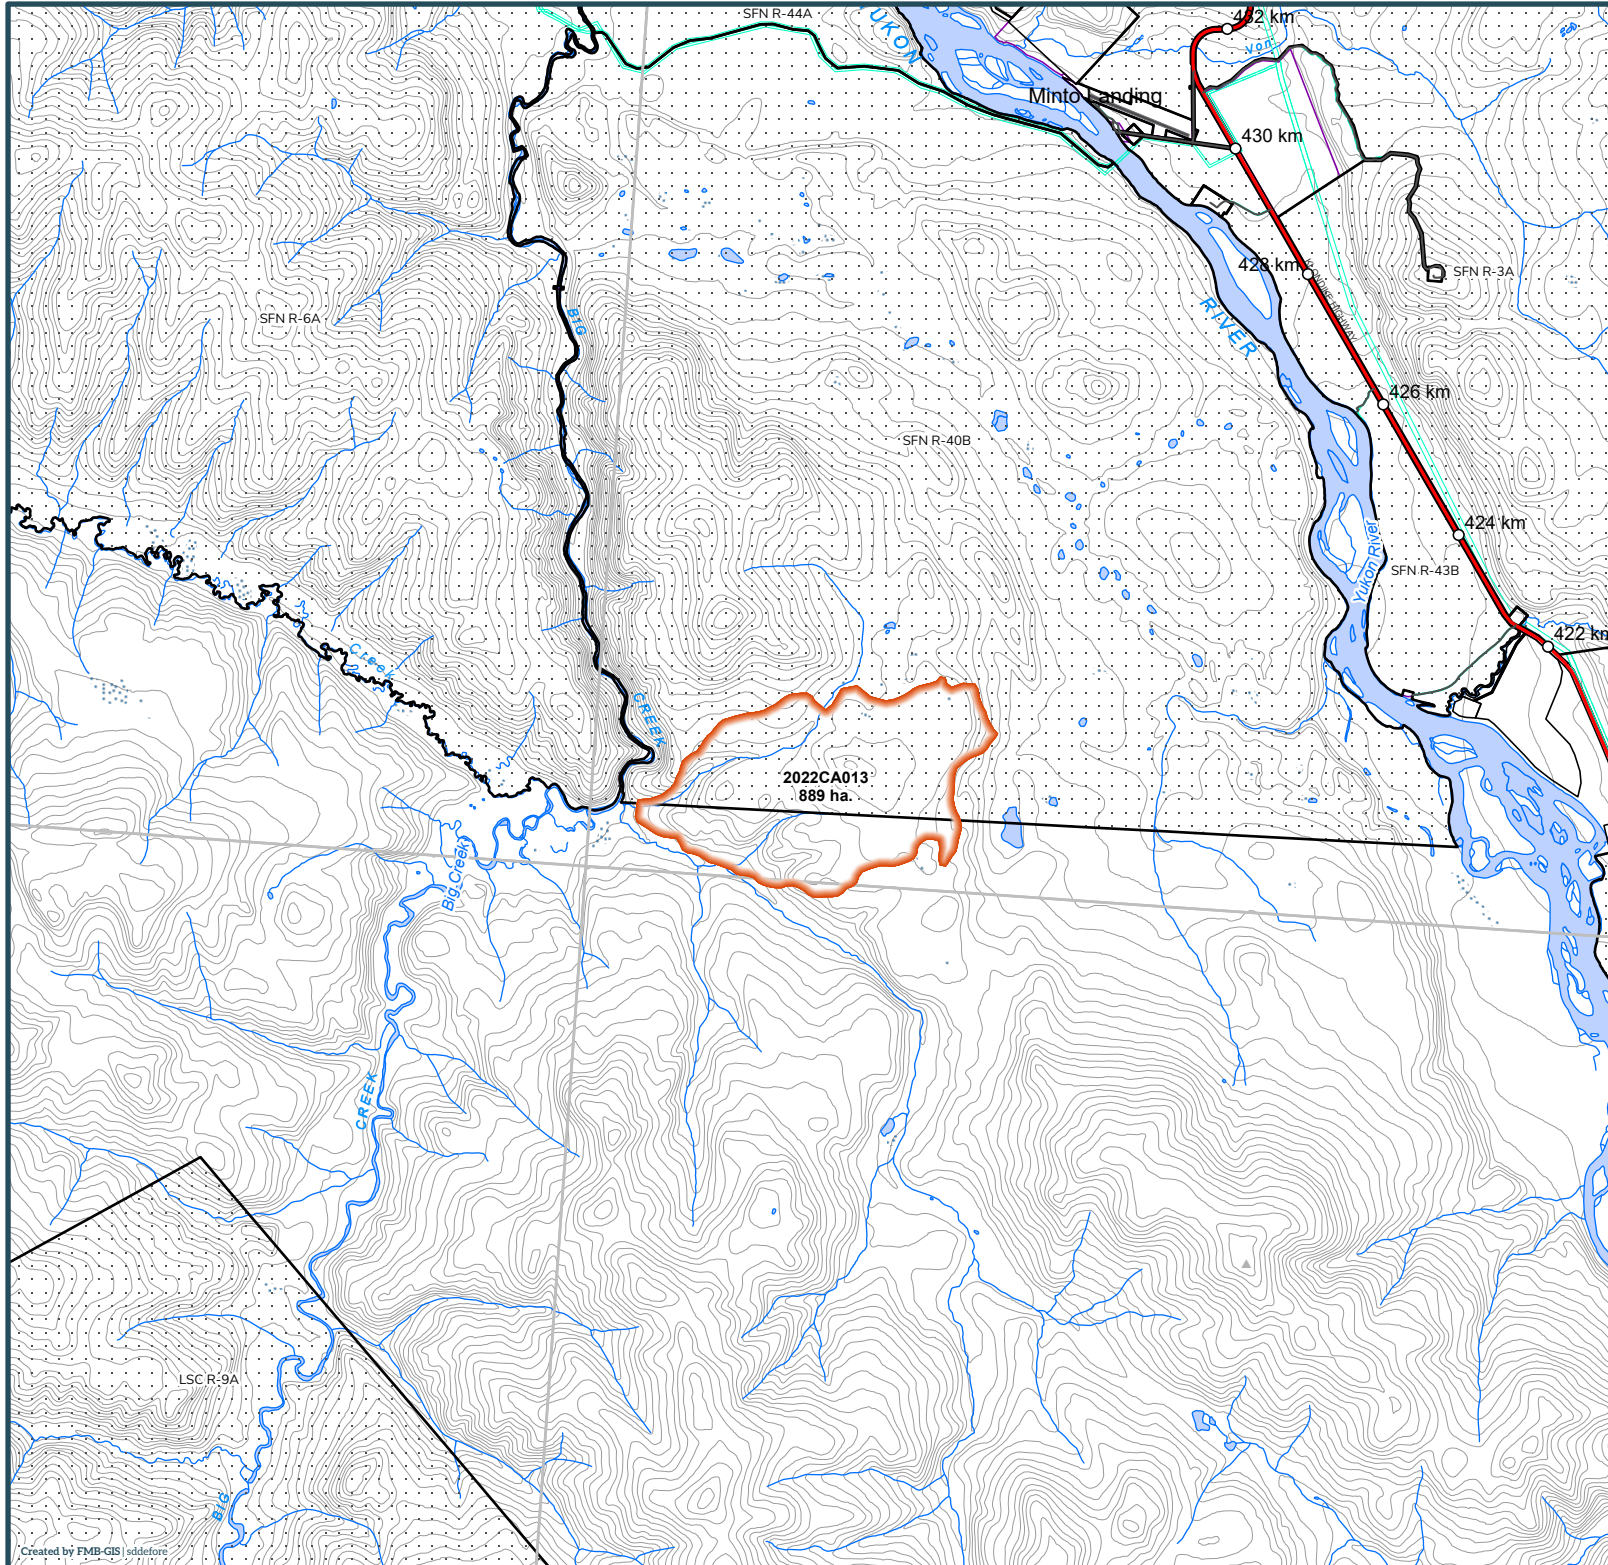 SFN R-44A
432 km
YUKON
Von
Minto Landing
430 km
428 km
SFN R-3A
KLONDIKE HIGHWAY
SFN R-6A
BIG
RIVER
426 km
SFN R-40B
424 km
Yukon River
SFN R-43B
422 km
Creek
CREEK
2022CA013
889 ha.
Big Creek
CREEK
LSC R-9A
BIG
Created by FMB-GIS | sddefore